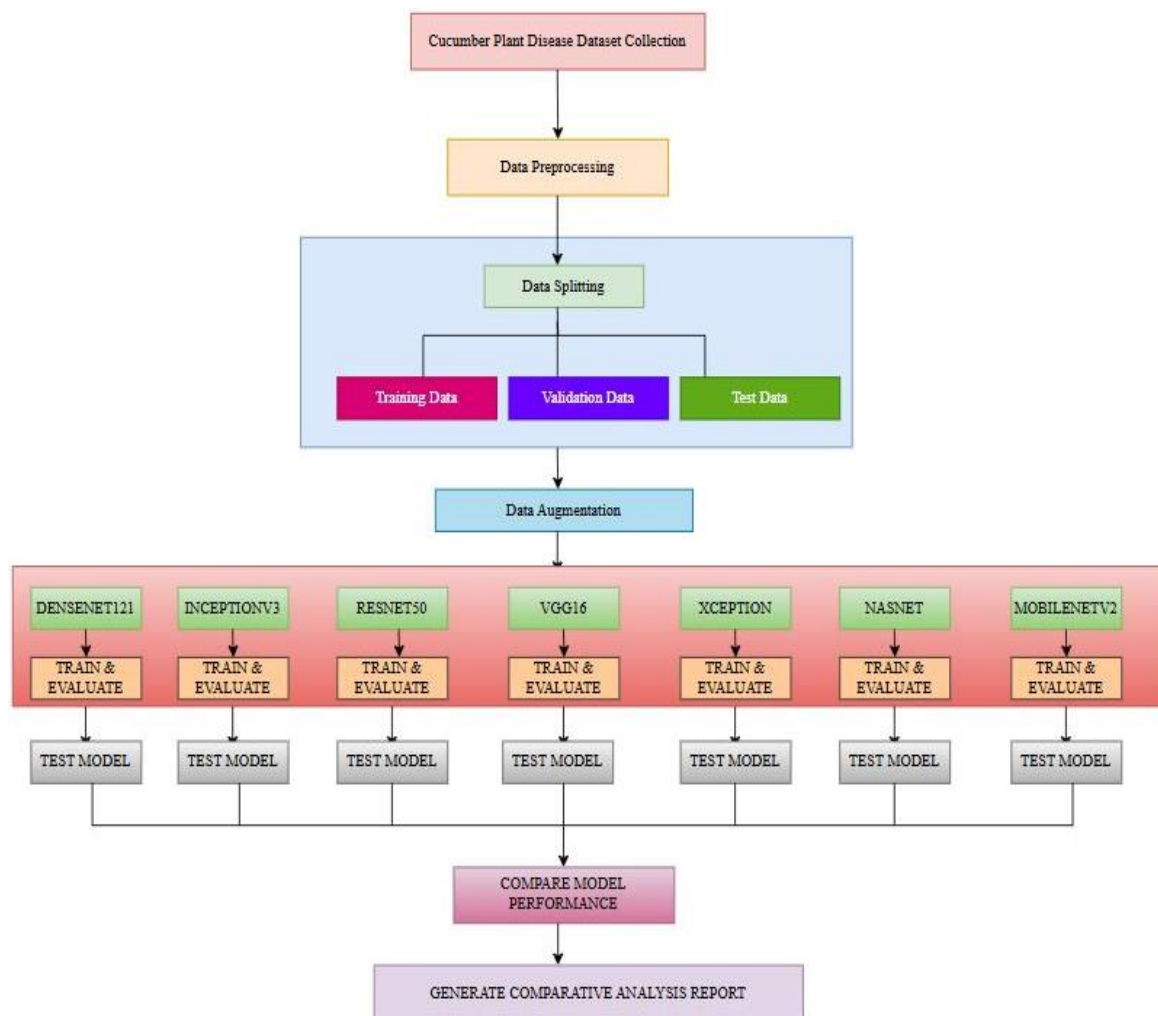 Cucumber Plant Disease Dataset Collection
Data Preprocessing
Data Splitting
Training Data
Validation Data
Test Data
Data Augmentation
DENSENET121
INCEPTIONV3
RESNET50
VGG16
XCEPTION
NASNET
MOBILENETV2
TRAIN &
EVALUATE
TRAIN &
EVALUATE
TRAIN &
EVALUATE
TRAIN &
EVALUATE
TRAIN &
EVALUATE
TRAIN &
EVALUATE
TRAIN &
EVALUATE
TEST MODEL
TEST MODEL
TEST MODEL
TEST MODEL
TEST MODEL
TEST MODEL
TEST MODEL
COMPARE MODEL
PERFORMANCE
GENERATE COMPARATIVE ANALYSIS REPORT